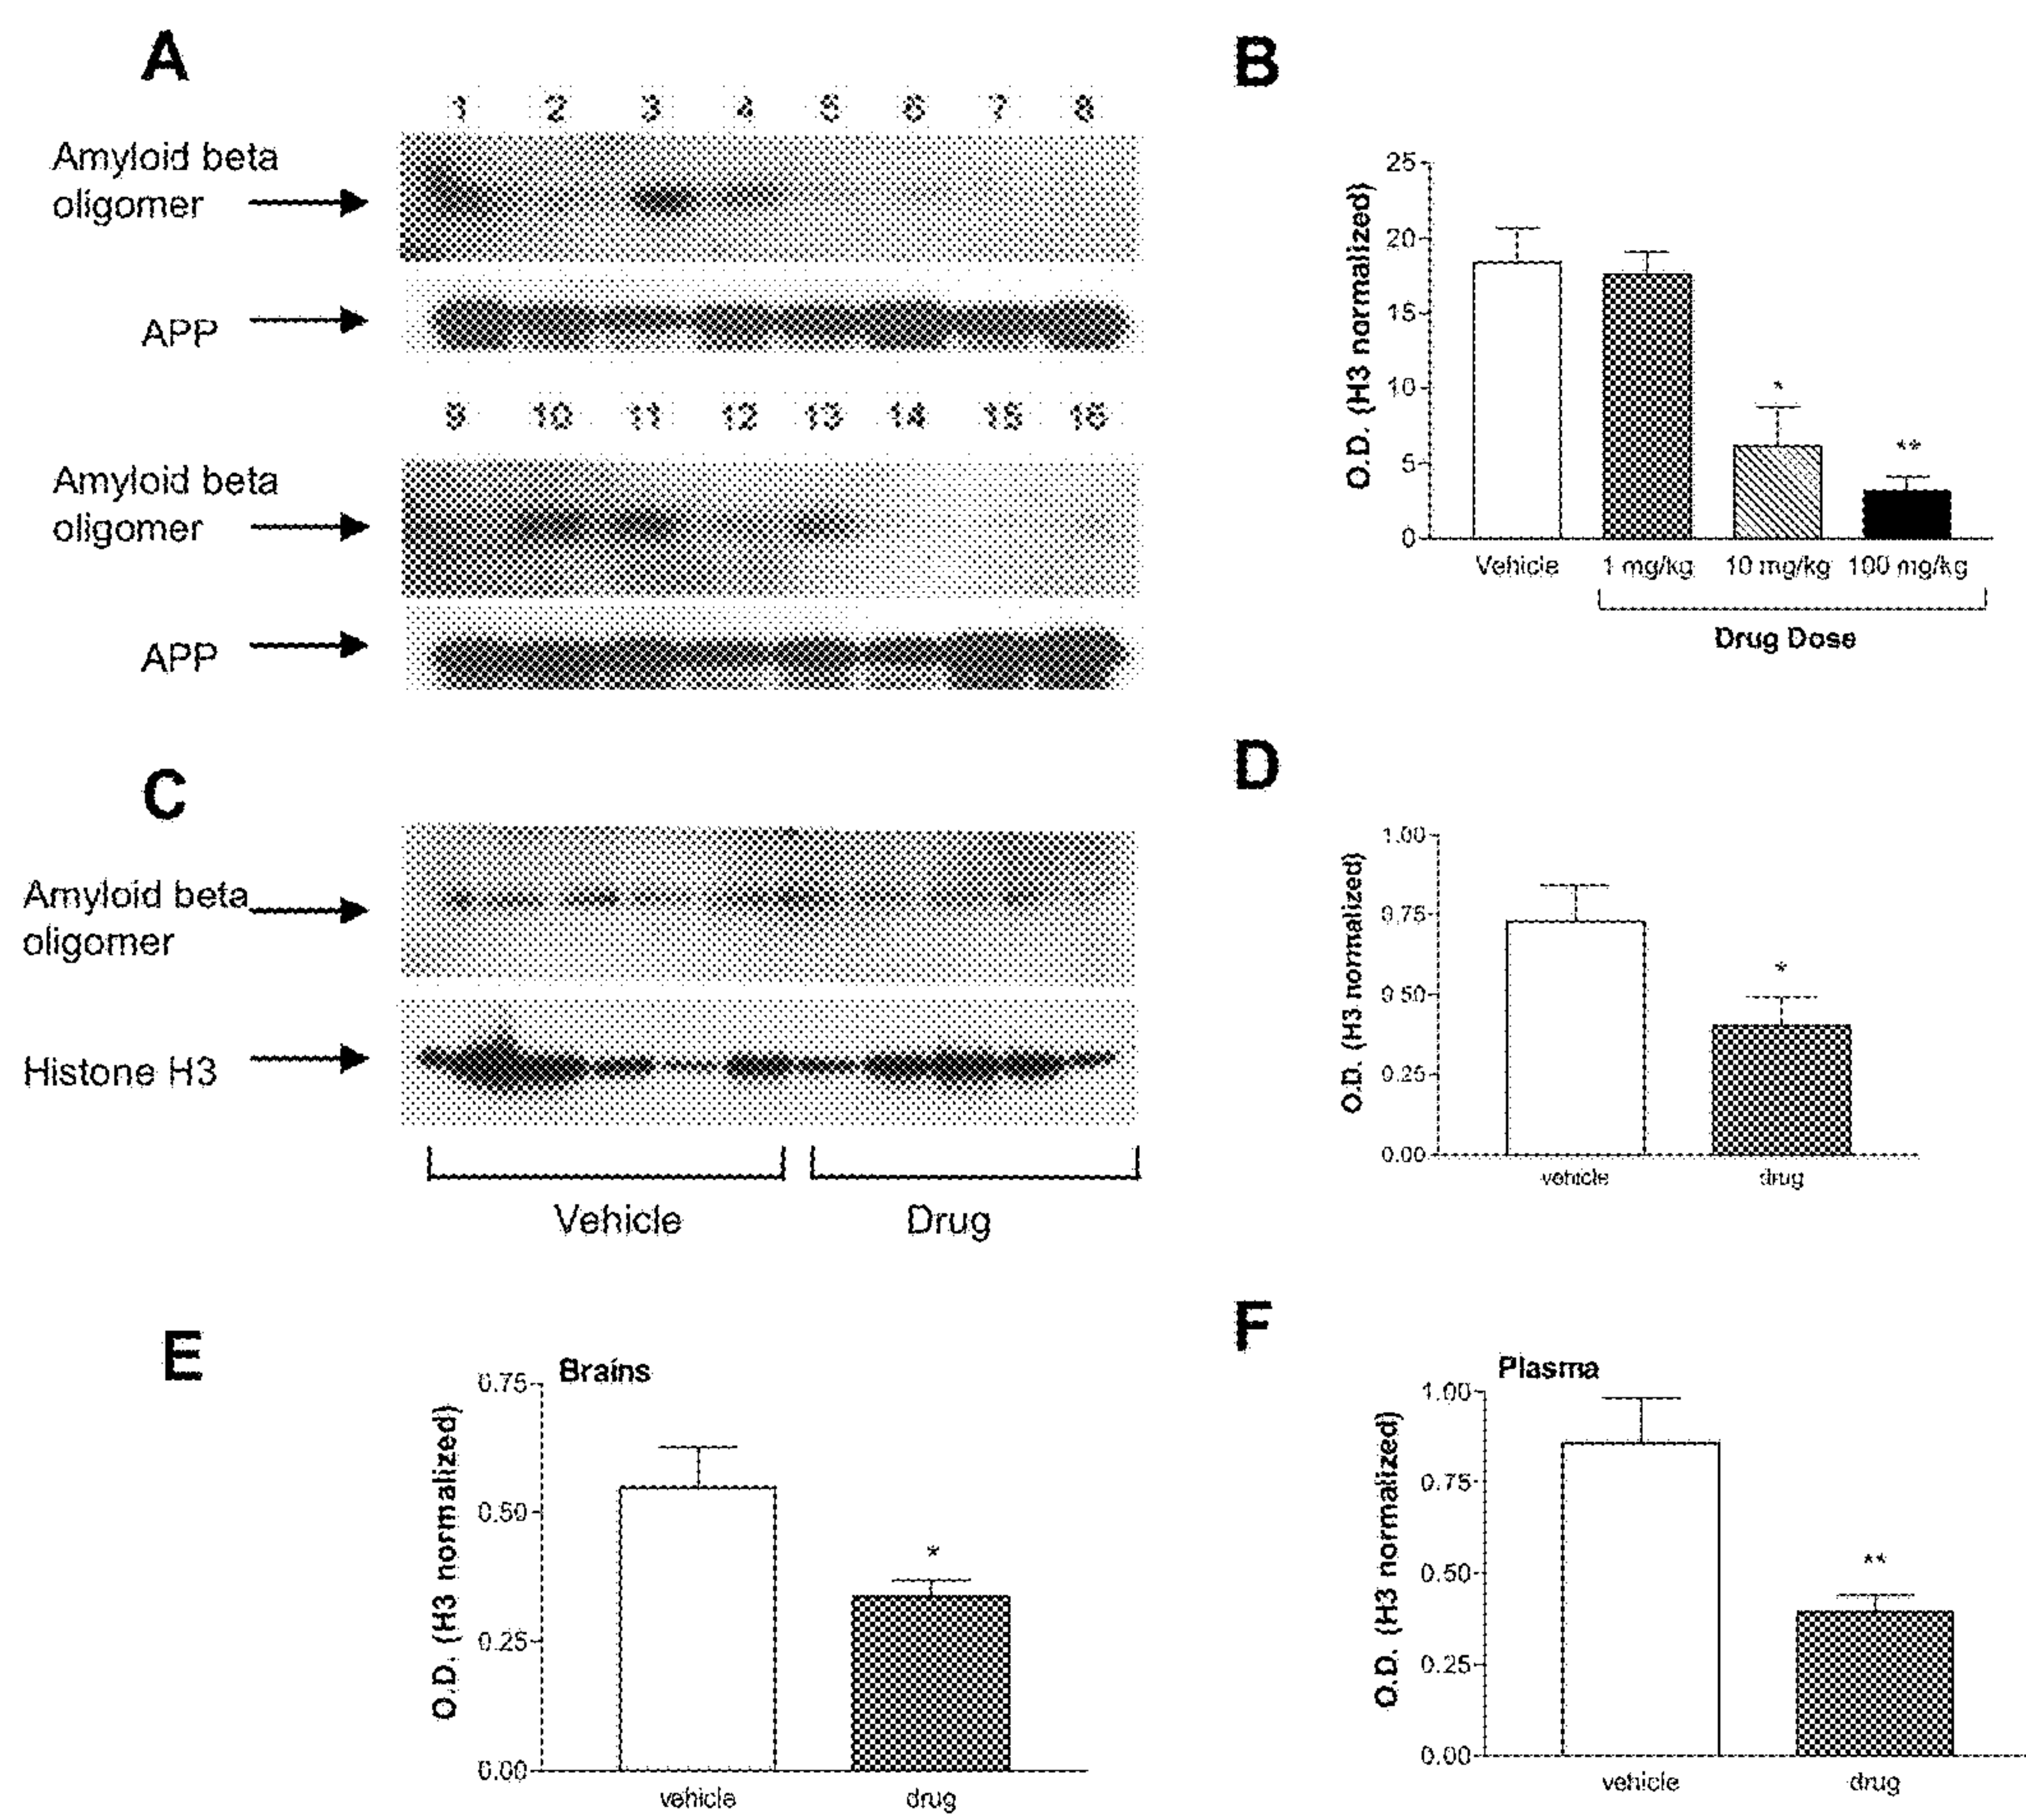 A
1 2 3 4 5 6 7 8
Amyloid beta
oligomer
APP
9 10 11 12 13 14 15 16
Amyloid beta
oligomer
APP
B
O.D. (H3 normalized)
25
20
15
10
5
0
*
**
Vehicle 1 mg/kg 10 mg/kg 100 mg/kg
Drug Dose
C
Amyloid beta
oligomer
Histone H3
Vehicle Drug
D
O.D. (H3 normalized)
1.00
0.75
0.50
0.25
0.00
*
vehicle drug
E
Brains
O.D. (H3 normalized)
0.75
0.50
0.25
0.00
*
vehicle drug
F
Plasma
O.D. (H3 normalized)
1.00
0.75
0.50
0.25
0.00
**
vehicle drug